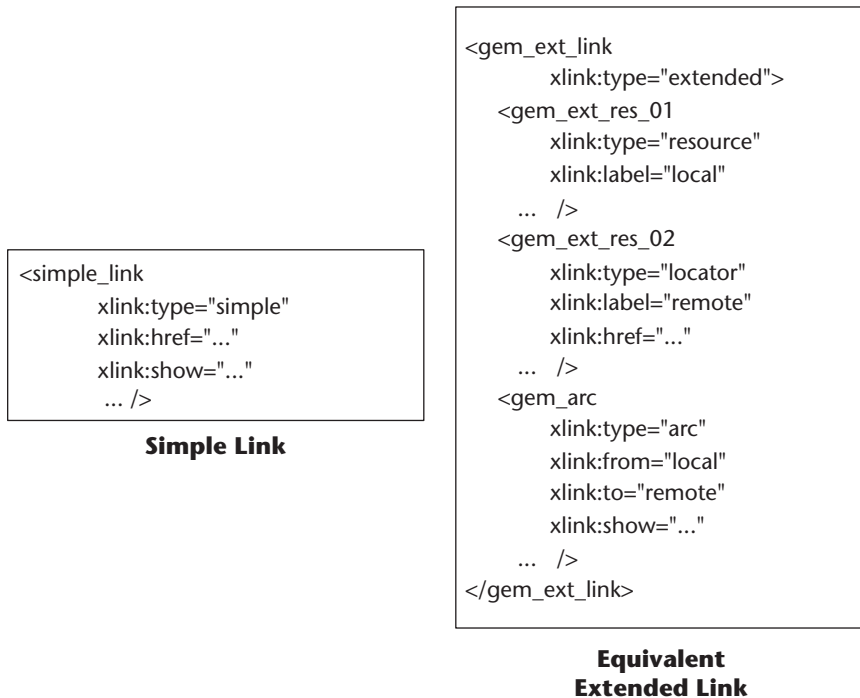 <simple_link
xlink:type="simple"
xlink:href="..."
xlink:show="..."
... />
Simple Link
<gem_ext_link
xlink:type="extended">
<gem_ext_res_01
xlink:type="resource"
xlink:label="local"
... />
<gem_ext_res_02
xlink:type="locator"
xlink:label="remote"
xlink:href="..."
... />
<gem_arc
xlink:type="arc"
xlink:from="local"
xlink:to="remote"
xlink:show="..."
... />
</gem_ext_link>
Equivalent
Extended Link